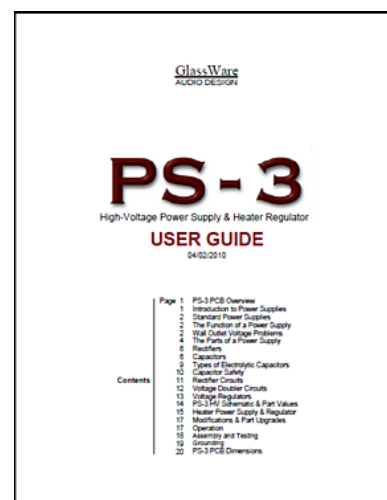 GlassWare
AUDIO DESIGN
PS-3
High-Voltage Power Supply & Heater Regulator
USER GUIDE
04/02/2010
Contents
Page 1 PS-3 PCB Overview
1 Introduction to Power Supplies
2 Standard Power Supplies
2 The Function of a Power Supply
2 Wall Outlet Voltage Problems
4 The Parts of a Power Supply
6 Rectifiers
6 Capacitors
9 Types of Electrolytic Capacitors
10 Capacitor Safety
11 Rectifier Circuits
12 Voltage Doubler Circuits
13 Voltage Regulators
14 PS-3 HV Schematic & Part Values
15 Heater Power Supply & Regulator
17 Modifications & Part Upgrades
17 Operation
18 Assembly and Testing
19 Grounding
20 PS-3 PCB Dimensions